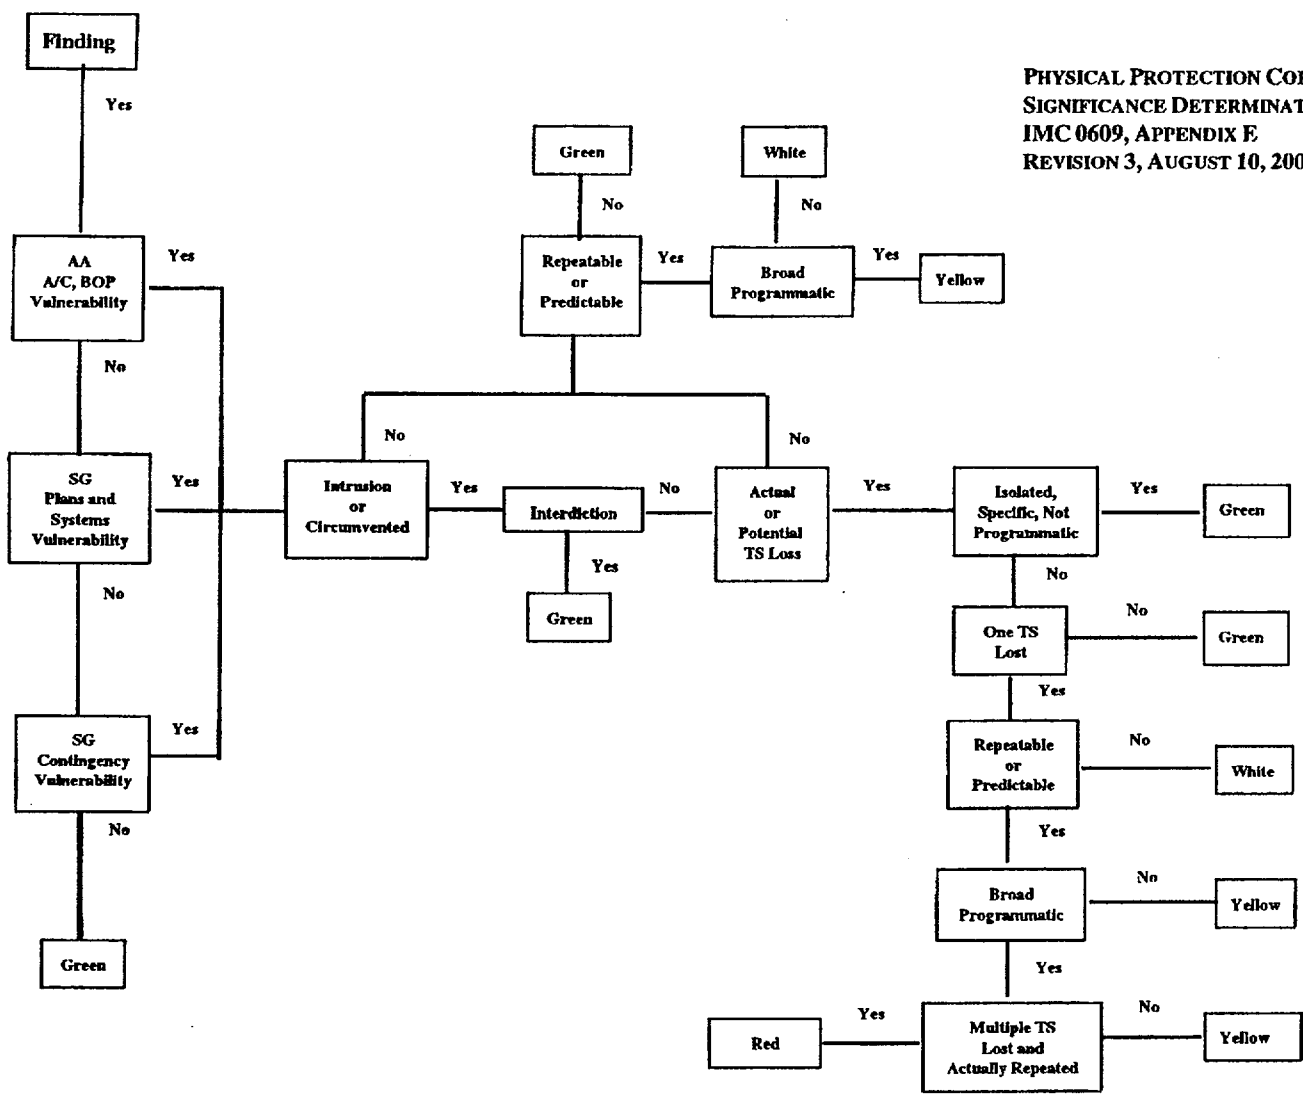 Finding
Yes
PHYSICAL PROTECTION
SIGNIFICANCE
IMC 0609, APPENDIX E
REVISION 3, AUGUST 10,
Green
White
No
No
AA
A/C, BOP
Vulnerability
Yes
Repeatable
or
Predictable
Yes
Broad
Programmatic
Yes
Yellow
No
No
No
SG
Plans and
Systems
Vulnerability
Yes
Intrusion
or
Circumvented
Yes
Interdiction
No
Actual
or
Potential
TS Loss
Yes
Isolated,
Specific, Not
Programmatic
Yes
Green
No
Yes
No
Green
One TS
Lost
No
Green
Yes
SG
Contingency
Vulnerability
Yes
Repeatable
or
Predictable
No
White
No
Yes
Broad
Programmatic
No
Yellow
Green
Yes
Red
Yes
Multiple TS
Lost and
Actually Repeated
No
Yellow